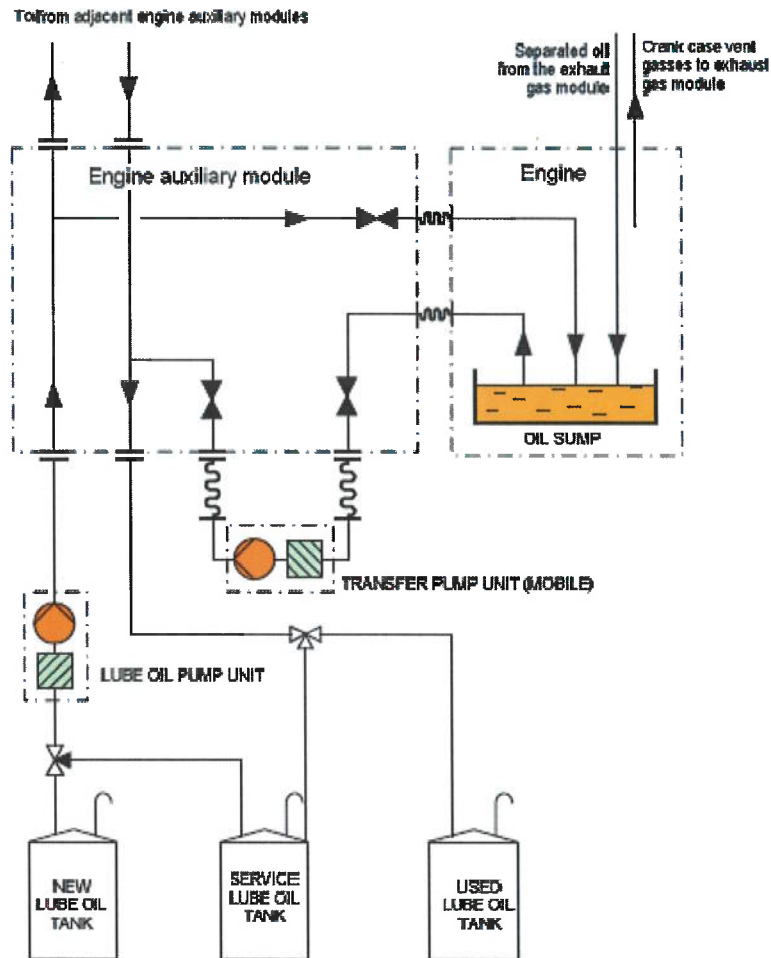 To/from adjacent engine auxiliary modules
Separated oil
from the exhaut
gas module
Crank case vent
gasses to exhaust
gas module
Engine auxiliary module
Engine
OIL SUMP
TRANSFER PUMP UNIT (MOBILE)
LUBE OIL PUMP UNIT
NEW
LUBE OIL
TANK
SERVICE
LUBE OIL
TANK
USED
LUBE OIL
TANK